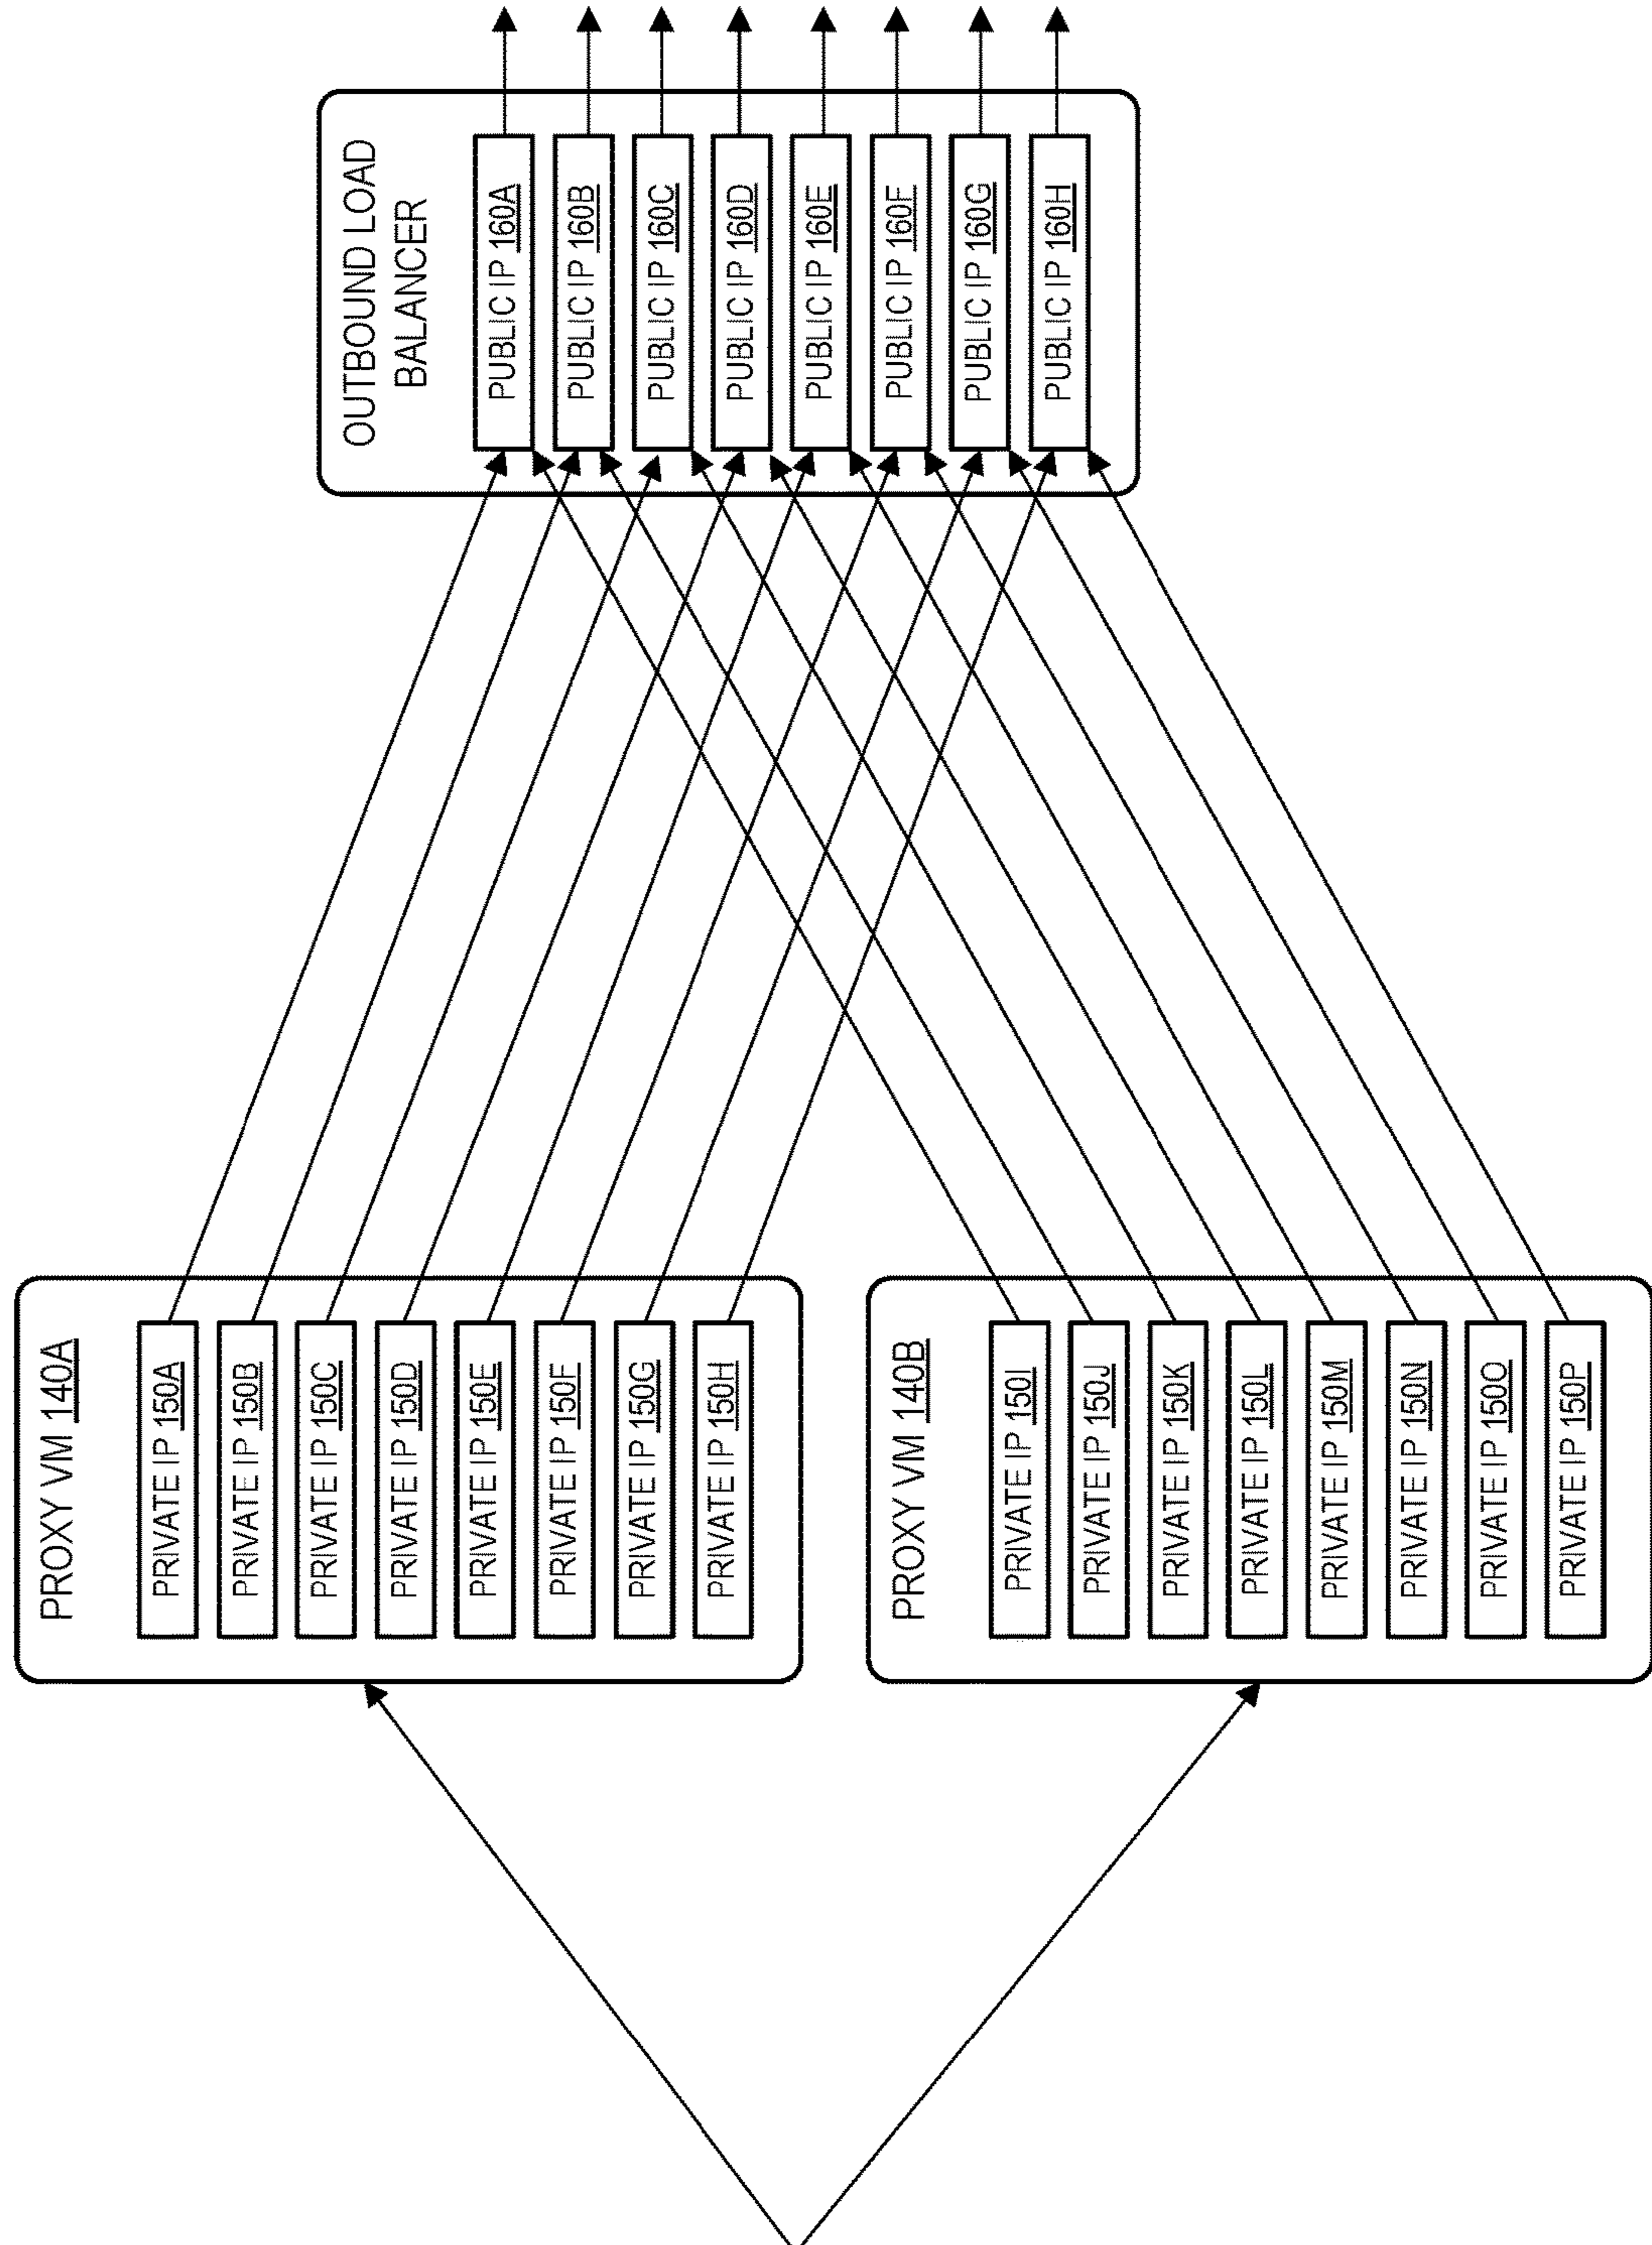 PROXY VM 140A
PRIVATE IP 150A
PRIVATE IP 150B
PRIVATE IP 150C
PRIVATE IP 150D
PRIVATE IP 150E
PRIVATE IP 150F
PRIVATE IP 150G
PRIVATE IP 150H
PROXY VM 140B
PRIVATE IP 150I
PRIVATE IP 150J
PRIVATE IP 150K
PRIVATE IP 150L
PRIVATE IP 150M
PRIVATE IP 150N
PRIVATE IP 150O
PRIVATE IP 150P
OUTBOUND LOAD
BALANCER
PUBLIC IP 160A
PUBLIC IP 160B
PUBLIC IP 160C
PUBLIC IP 160D
PUBLIC IP 160E
PUBLIC IP 160F
PUBLIC IP 160G
PUBLIC IP 160H